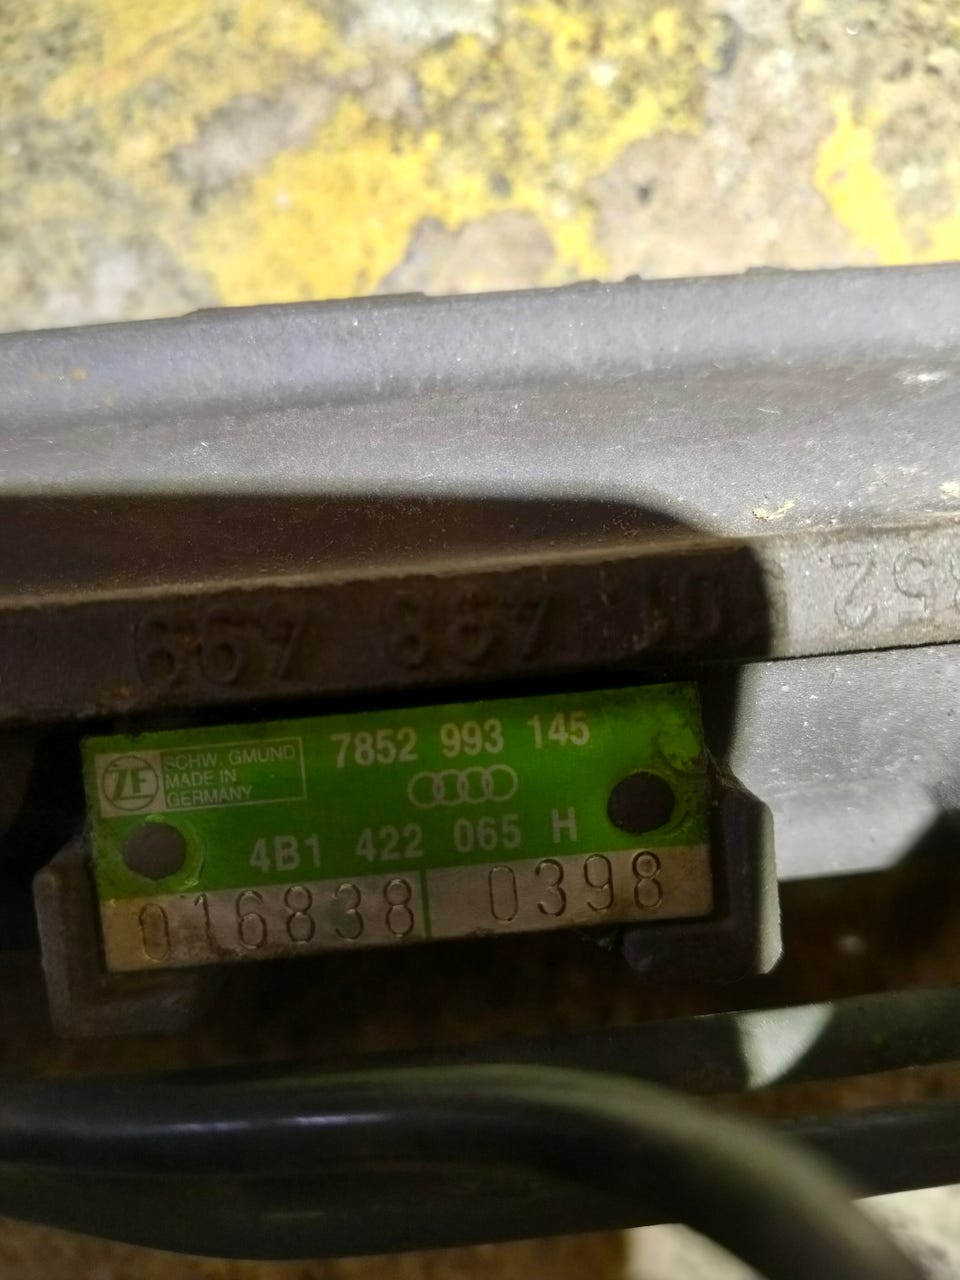 ZF
SCHW. GMUND
MADE IN
GERMANY
7852 993 145
4B1 422 065 H
016838 0398